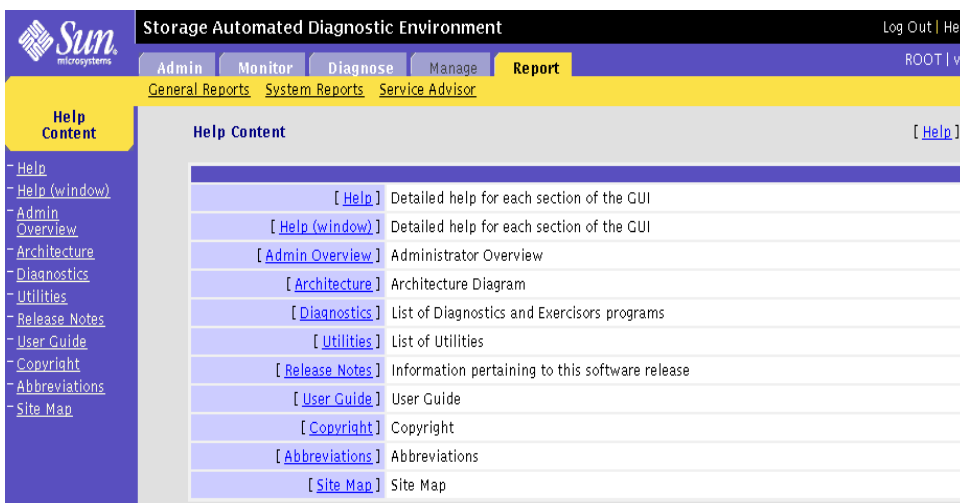 Sun
microsystems
Storage Automated Diagnostic Environment
Log Out | He
Admin Monitor Diagnose Manage Report
ROOT | v
General Reports System Reports Service Advisor
Help
Content
Help Content
[ Help ]
- Help
- Help (window)
- Admin
Overview
- Architecture
- Diagnostics
- Utilities
- Release Notes
- User Guide
- Copyright
- Abbreviations
- Site Map
[ Help ] Detailed help for each section of the GUI
[ Help (window) ] Detailed help for each section of the GUI
[ Admin Overview ] Administrator Overview
[ Architecture ] Architecture Diagram
[ Diagnostics ] List of Diagnostics and Exercisors programs
[ Utilities ] List of Utilities
[ Release Notes ] Information pertaining to this software release
[ User Guide ] User Guide
[ Copyright ] Copyright
[ Abbreviations ] Abbreviations
[ Site Map ] Site Map